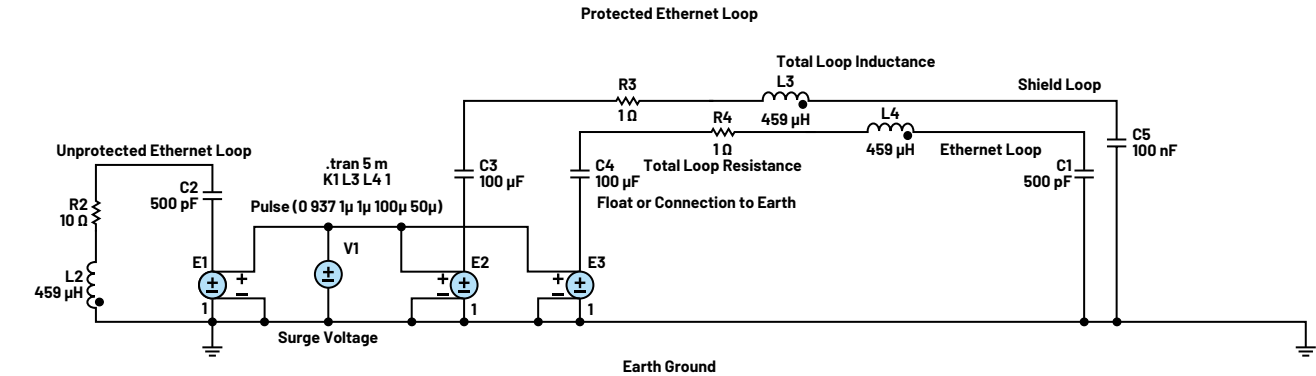 Protected Ethernet Loop
Total Loop Inductance
R3
1 Ω
L3
459 µH
Shield Loop
R4
1 Ω
L4
459 µH
C5
100 nF
Unprotected Ethernet Loop
.tran 5 m
K1 L3 L4 1
C3
100 µF
C4
100 µF
Total Loop Resistance
Ethernet Loop
C1
500 pF
C2
500 pF
R2
10 Ω
Pulse (0 937 1µ 1µ 100µ 50µ)
Float or Connection to Earth
V1
E1
+
–
1
±
±
E2
+
–
1
±
E3
+
–
1
±
L2
459 µH
Surge Voltage
Earth Ground